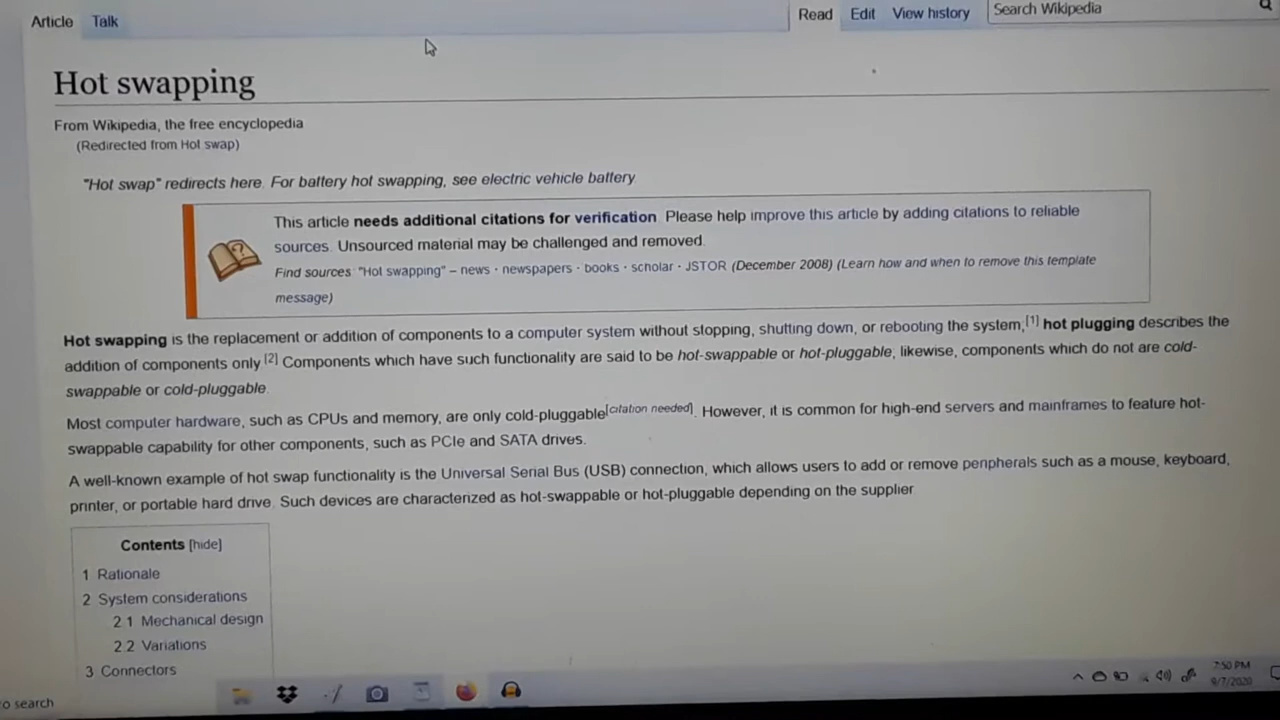 Article Talk Read Edit View history Search Wikipedia
Hot swapping
From Wikipedia, the free encyclopedia
(Redirected from Hot swap)
"Hot swap" redirects here. For battery hot swapping, see electric vehicle battery.
This article needs additional citations for verification. Please help improve this article by adding citations to reliable
sources. Unsourced material may be challenged and removed.
Find sources: "Hot swapping" – news · newspapers · books · scholar · JSTOR (December 2008) (Learn how and when to remove this template
message)
Hot swapping is the replacement or addition of components to a computer system without stopping, shutting down, or rebooting the system,[1] hot plugging describes the
addition of components only.[2] Components which have such functionality are said to be hot-swappable or hot-pluggable; likewise, components which do not are cold-
swappable or cold-pluggable.
Most computer hardware, such as CPUs and memory, are only cold-pluggable[citation needed]. However, it is common for high-end servers and mainframes to feature hot-
swappable capability for other components, such as PCIe and SATA drives.
A well-known example of hot swap functionality is the Universal Serial Bus (USB) connection, which allows users to add or remove peripherals such as a mouse, keyboard,
printer, or portable hard drive. Such devices are characterized as hot-swappable or hot-pluggable depending on the supplier
Contents [hide]
1 Rationale
2 System considerations
2.1 Mechanical design
2.2 Variations
3 Connectors
o search
7:50 PM
9/7/2020